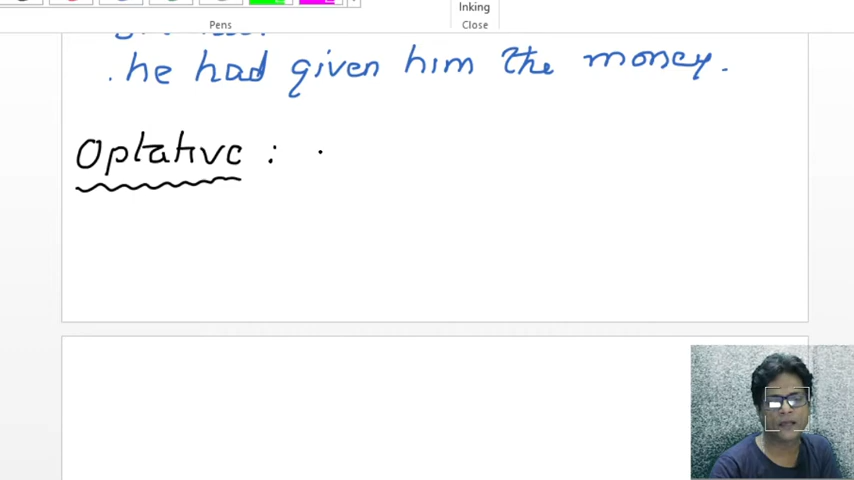 Pens
Inking
Close
. he had given him the money.
Optative : .